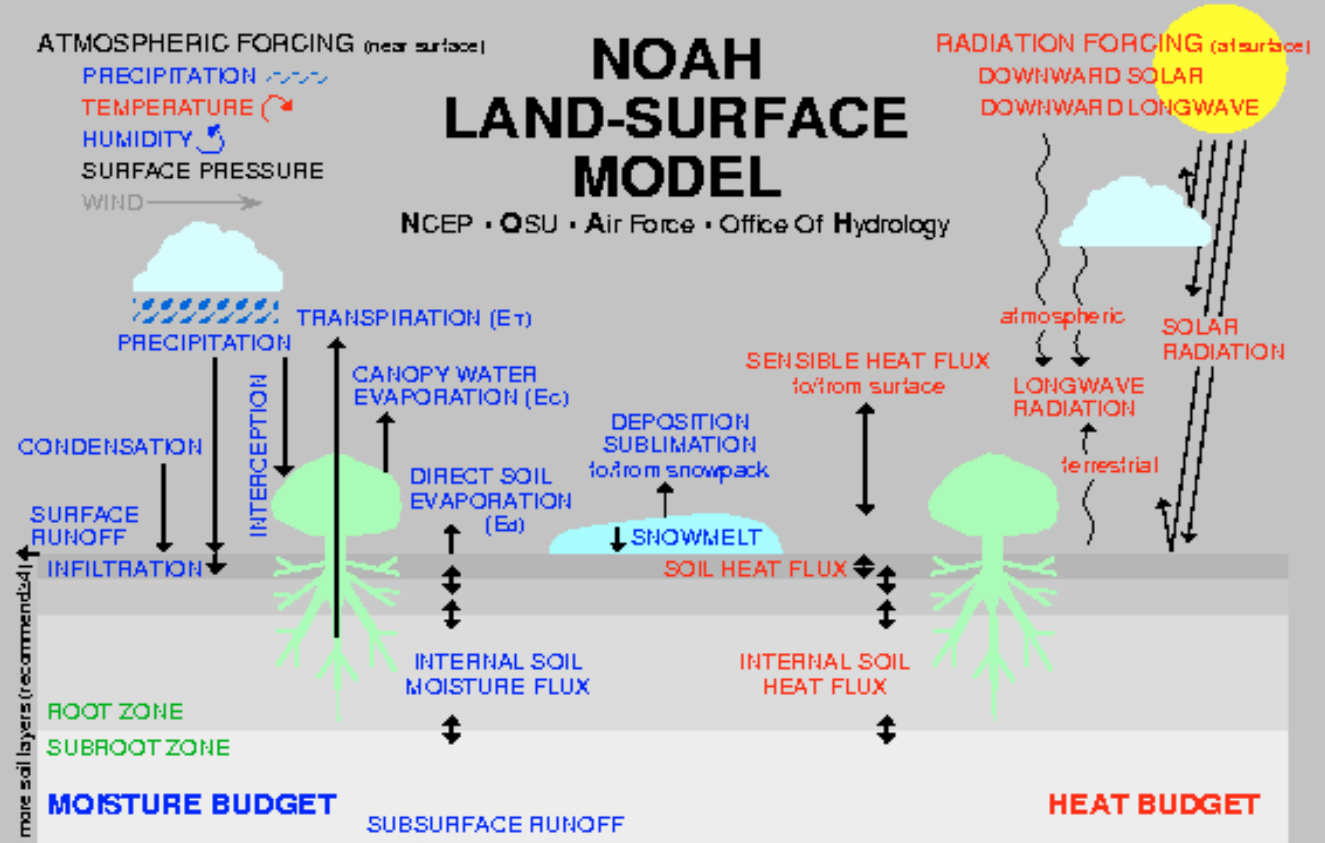 ATMOSPHERIC FORCING (near surface)
PRECIPITATION
TEMPERATURE
HUMIDITY
SURFACE PRESSURE
WIND
NOAH
LAND-SURFACE
MODEL
NCEP · OSU · Air Force · Office Of Hydrology
RADIATION FORCING (at surface)
DOWNWARD SOLAR
DOWNWARD LONGWAVE
PRECIPITATION
TRANSPIRATION (ET)
INTERCEPTION
CANOPY WATER
EVAPORATION (Ec)
CONDENSATION
DIRECT SOIL
EVAPORATION
(Ed)
SURFACE
RUNOFF
INFILTRATION
DEPOSITION
SUBLIMATION
to/from snowpack
SNOWMELT
SENSIBLE HEAT FLUX
to/from surface
SOIL HEAT FLUX
atmospheric
LONGWAVE
RADIATION
terrestrial
SOLAR
RADIATION
INTERNAL SOIL
MOISTURE FLUX
INTERNAL SOIL
HEAT FLUX
ROOT ZONE
SUBROOT ZONE
MOISTURE BUDGET
SUBSURFACE RUNOFF
HEAT BUDGET
more soil layers (recommend≥4)